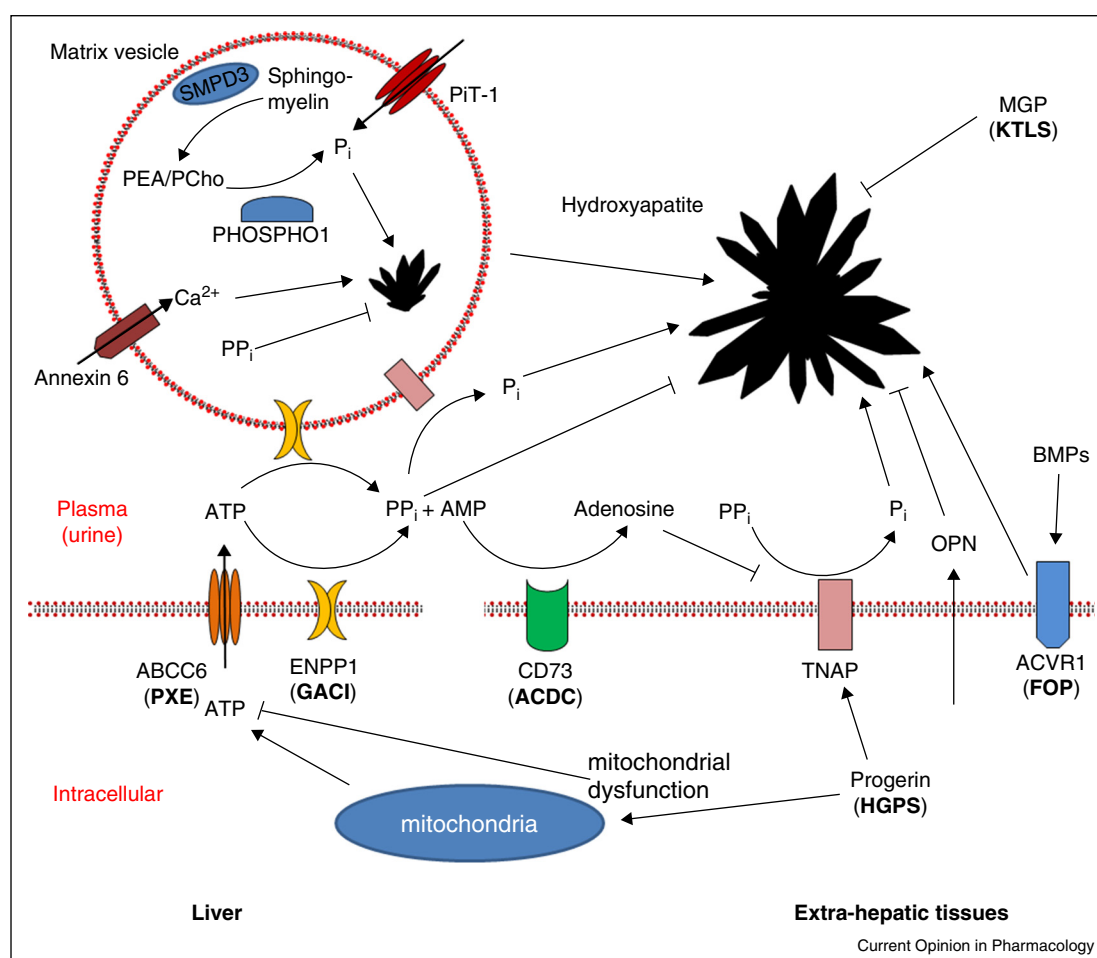 Matrix vesicle
SMPD3
Sphingo-
myelin
PiT-1
MGP
(KTLS)
Pi
PEA/PCho
Hydroxyapatite
PHOSPHO1
Ca2+
PPi
Annexin 6
Pi
BMPs
Plasma
(urine)
ATP
PPi + AMP
Adenosine
PPi
Pi
OPN
ABCC6
(PXE)
ENPP1
(GACI)
CD73
(ACDC)
TNAP
ACVR1
(FOP)
ATP
mitochondrial
dysfunction
Intracellular
Progerin
(HGPS)
mitochondria
Liver
Extra-hepatic tissues
Current Opinion in Pharmacology